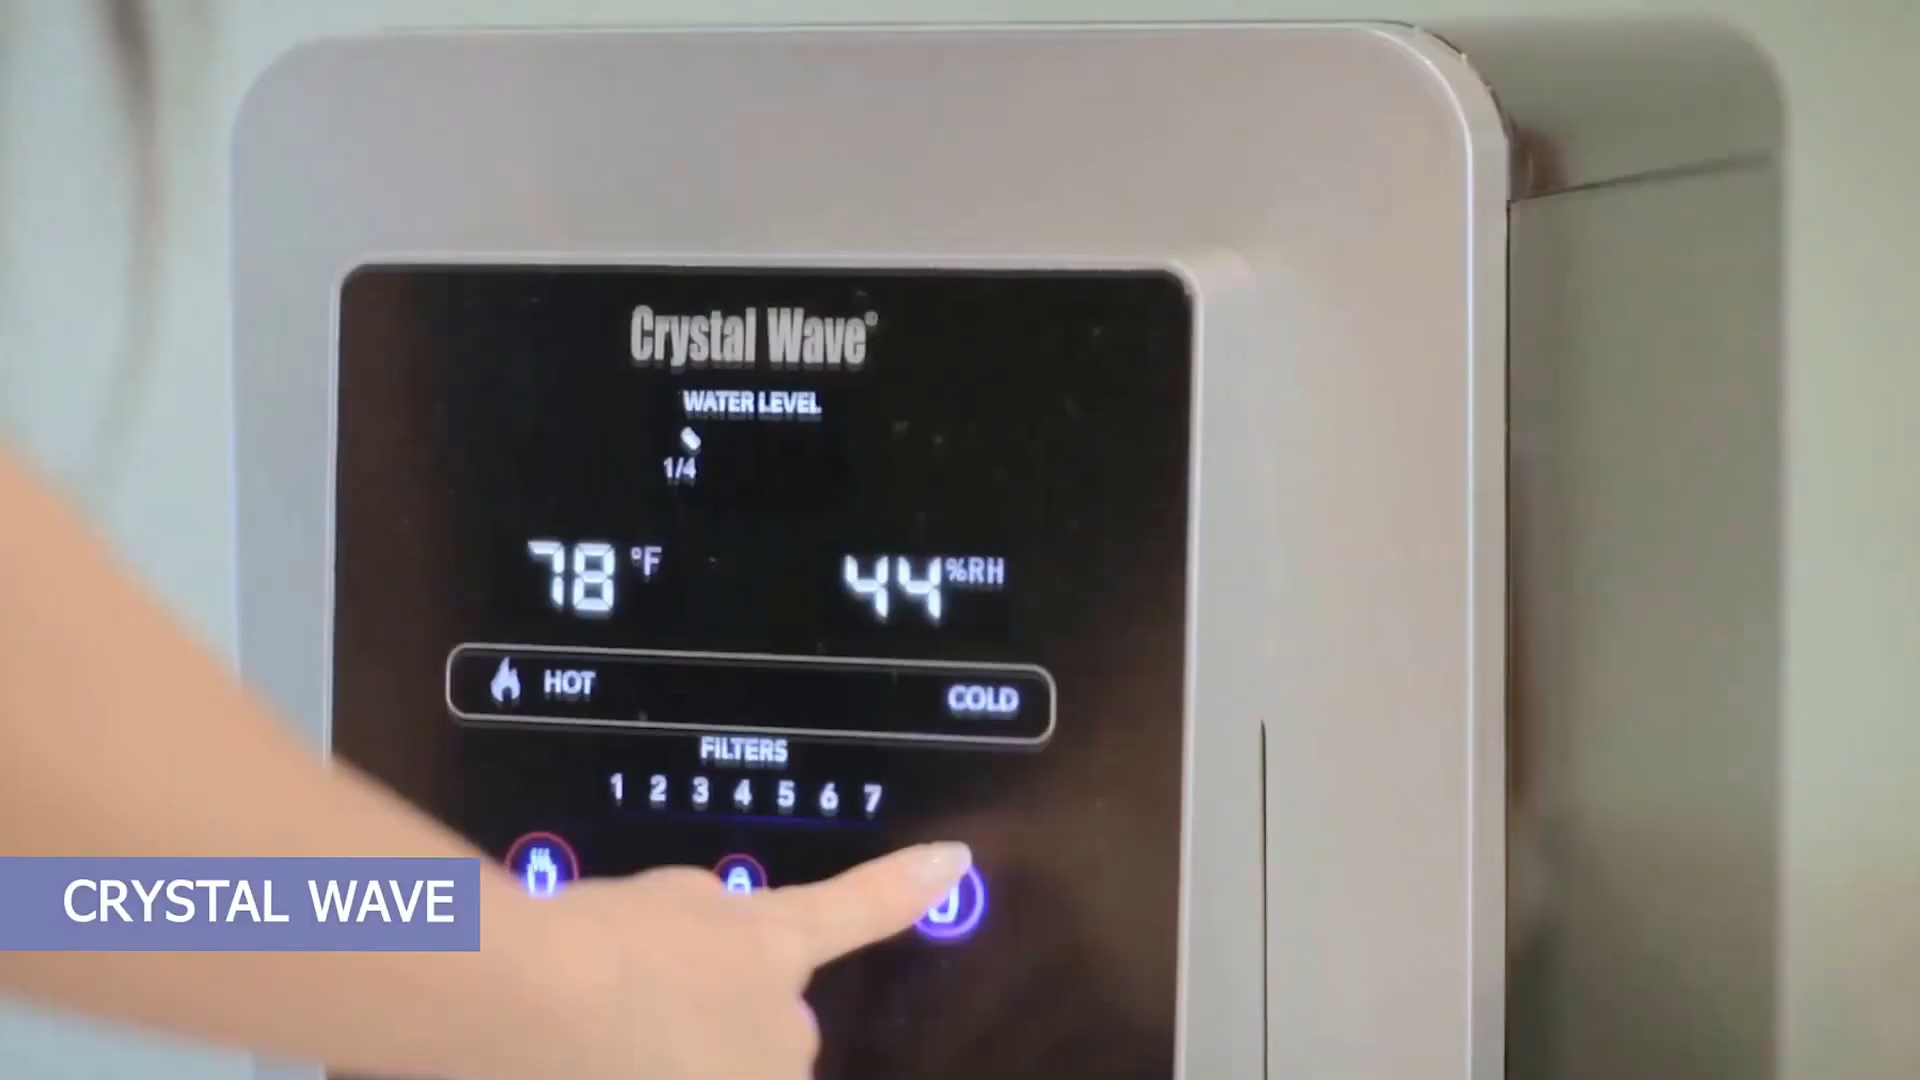 Crystal Wave®
WATER LEVEL
1/4
78 °F 44 %RH
HOT COLD
FILTERS
1 2 3 4 5 6 7
CRYSTAL WAVE